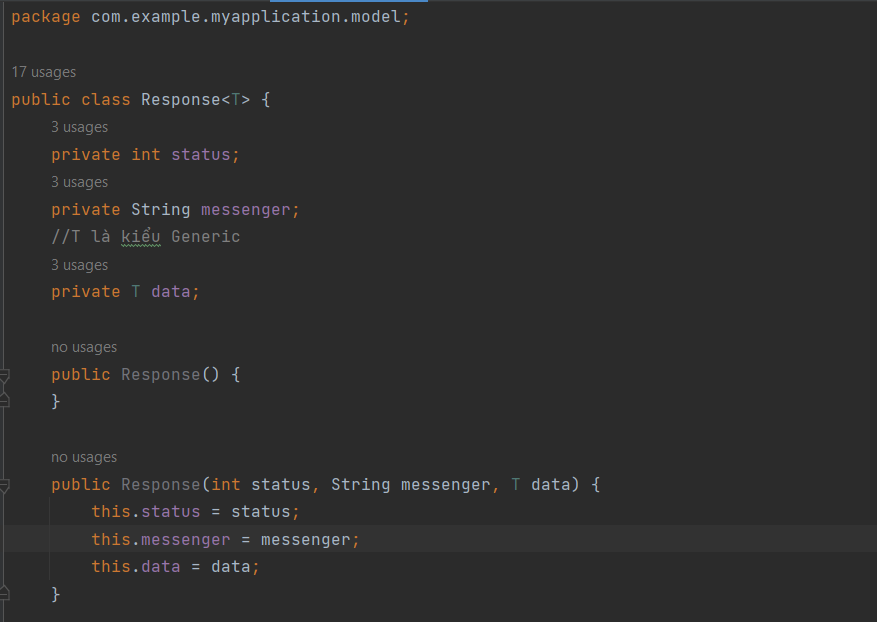 package com.example.myapplication.model;
17 usages
public class Response<T> {
3 usages
private int status;
3 usages
private String messenger;
//T là kiểu Generic
3 usages
private T data;
no usages
public Response() {
}
no usages
public Response(int status, String messenger, T data) {
this.status = status;
this.messenger = messenger;
this.data = data;
}